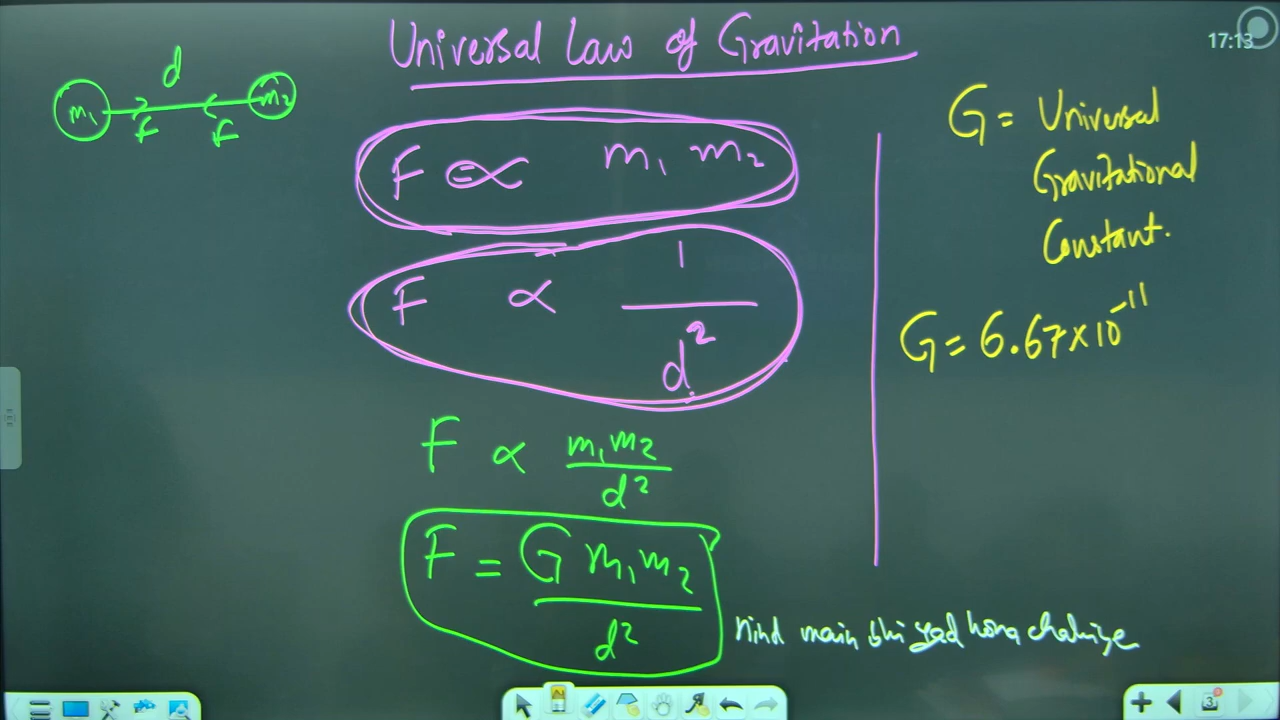 Universal Law of Gravitation
17:13
d
m₁ m₂
F F
F ∝ m₁ m₂
F ∝ 1/d²
F ∝ m₁m₂/d²
F = G m₁m₂/d²
nind main bhi yad hona chahiye
G = Universal
Gravitational
Constant.
G = 6.67×10⁻¹¹
3